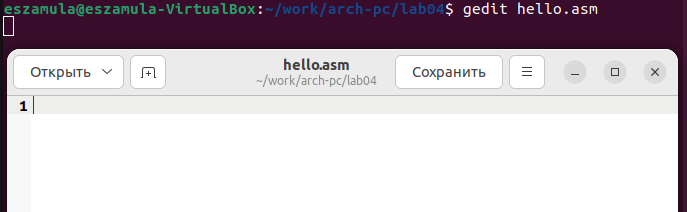 eszamula@eszamula-VirtualBox:~/work/arch-pc/lab04$ gedit hello.asm
Открыть
hello.asm
~/work/arch-pc/lab04
Сохранить
1